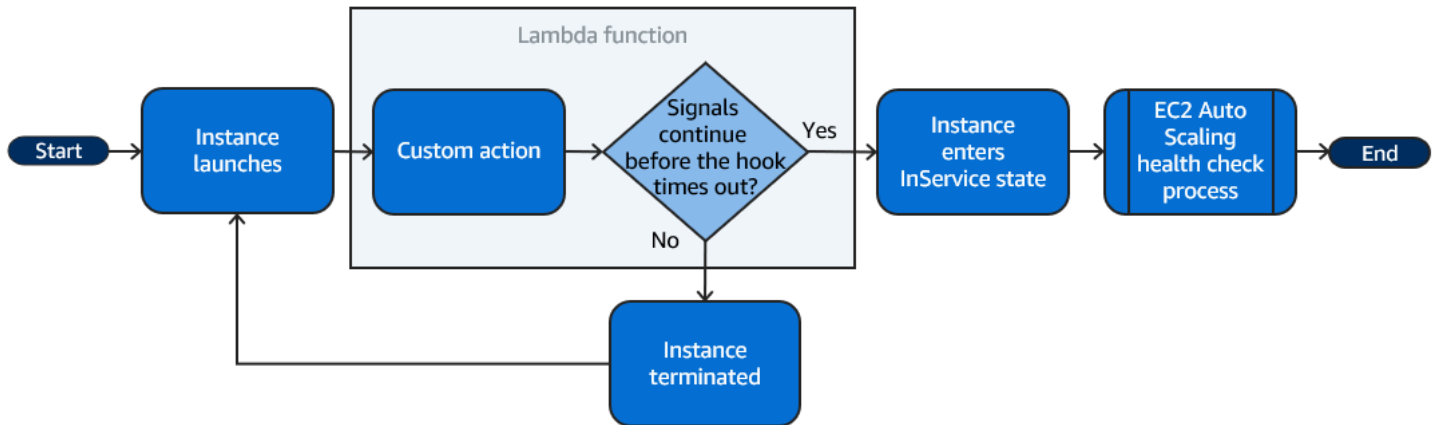 Lambda function
Start
Instance
launches
Custom action
Signals
continue
before the hook
times out?
Yes
No
Instance
enters
InService state
EC2 Auto
Scaling
health check
process
End
Instance
terminated